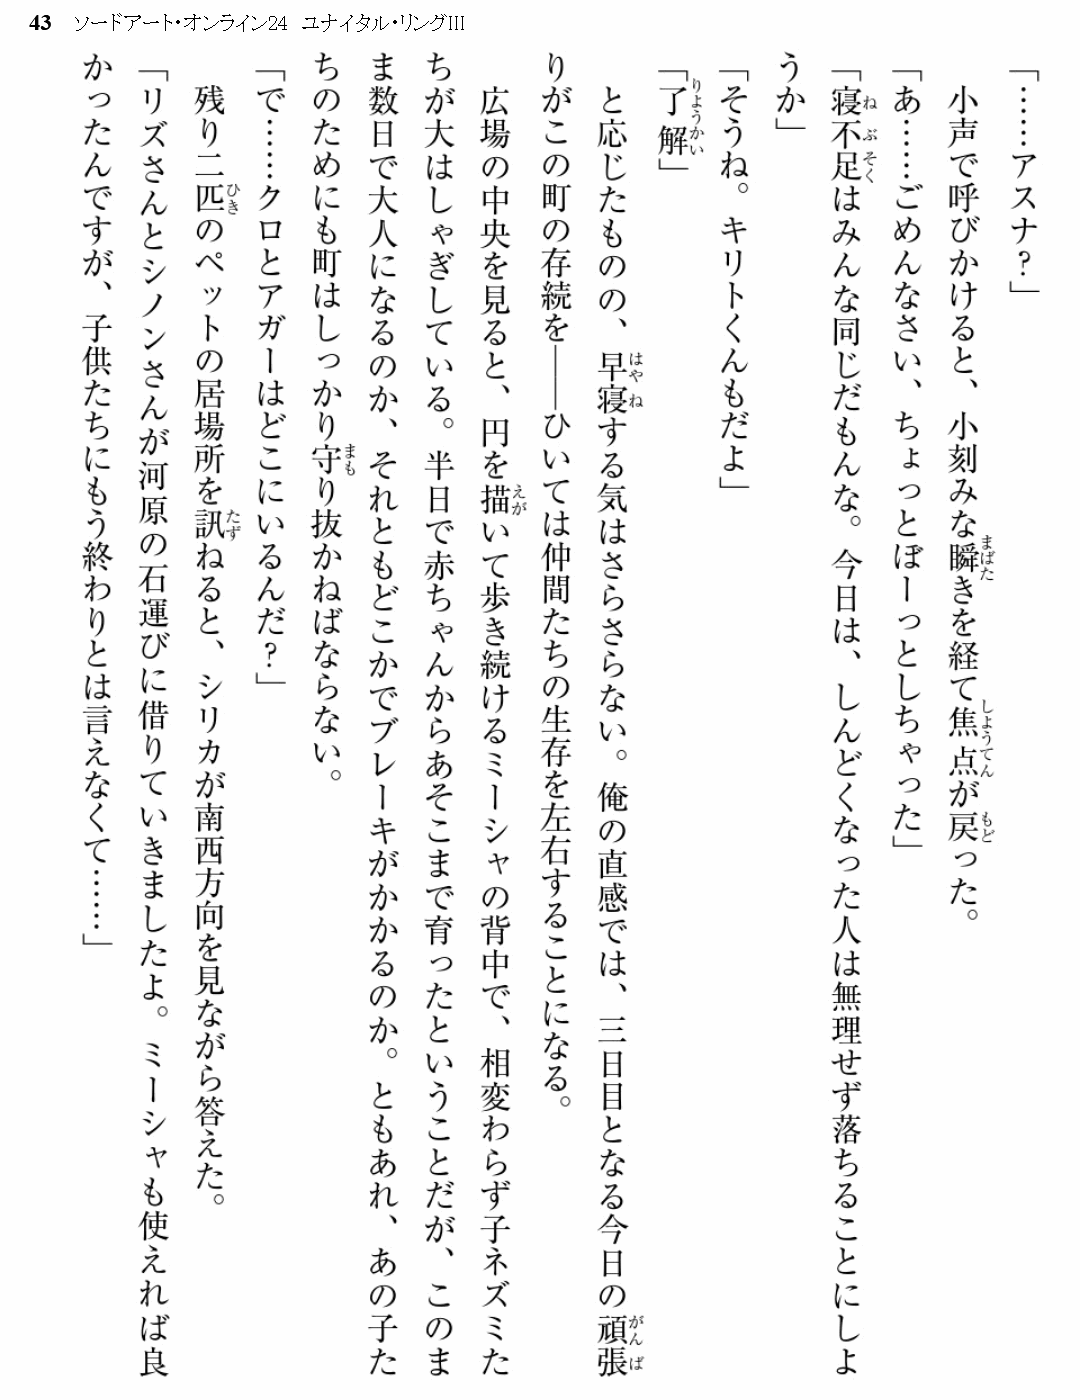 43 ソードアート・オンライン24 ユナイタル・リングIII
「……アスナ?」
小声で呼びかけると、小刻みな瞬きを経て焦点が戻った。
「あ……ごめんなさい、ちょっとぼーっとしちゃった」
「寝不足はみんな同じだもんな。今日は、しんどくなった人は無理せず落ちることにしよ
うか」
「そうね。キリトくんもだよ」
「了解」
と応じたものの、早寝する気はさらさらない。俺の直感では、三日目となる今日の頑張
りがこの町の存続を――ひいては仲間たちの生存を左右することになる。
広場の中央を見ると、円を描いて歩き続けるミーシャの背中で、相変わらず子ネズミた
ちが大はしゃぎしている。半日で赤ちゃんからあそこまで育ったということだが、このま
ま数日で大人になるのか、それともどこかでブレーキがかかるのか。ともあれ、あの子た
ちのためにも町はしっかり守り抜かねばならない。
「で……クロとアガーはどこにいるんだ?」
残り二匹のペットの居場所を訊ねると、シリカが南西方向を見ながら答えた。
「リズさんとシノンさんが河原の石運びに借りていきましたよ。ミーシャも使えれば良
かったんですが、子供たちにもう終わりとは言えなくて……」